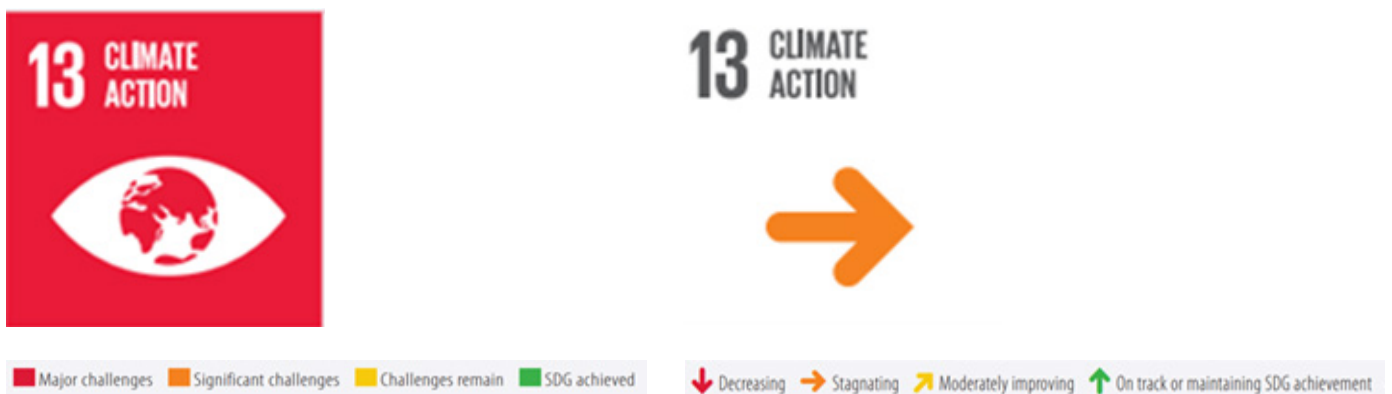 13 CLIMATE
ACTION
13 CLIMATE
ACTION
Major challenges Significant challenges Challenges remain SDG achieved
Decreasing Stagnating Moderately improving On track or maintaining SDG achievement